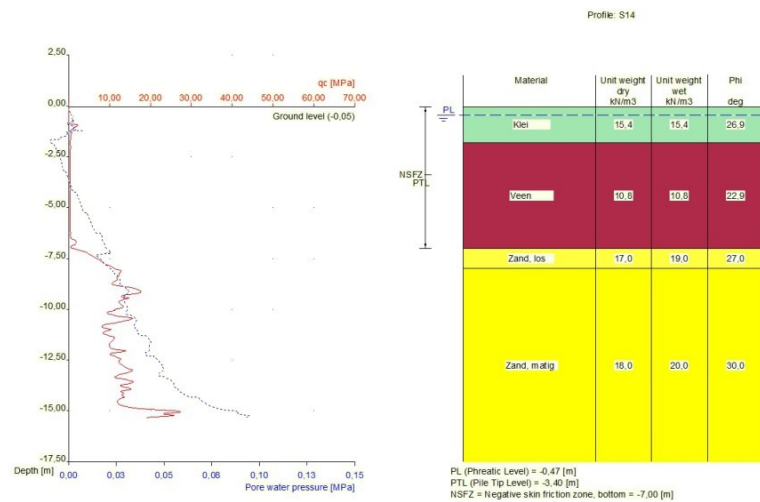 Profile: S14
2,50
qc [MPa]
10,00 20,00 30,00 40,00 50,00 60,00 70,00
0,00
Ground level (-0,05)
-2,50
-5,00
-7,50
-10,00
-12,50
-15,00
-17,50
Depth [m]
0,00 0,03 0,05 0,08 0,10 0,13 0,15
Pore water pressure [MPa]
Material Unit weight dry kN/m3 Unit weight wet kN/m3 Phi deg
PL
Klei 15,4 15,4 26,9
NSFZ
PTL
Veen 10,8 10,8 22,9
Zand, los 17,0 19,0 27,0
Zand, matig 18,0 20,0 30,0
PL (Phreatic Level) = -0,47 [m]
PTL (Pile Tip Level) = -3,40 [m]
NSFZ = Negative skin friction zone, bottom = -7,00 [m]